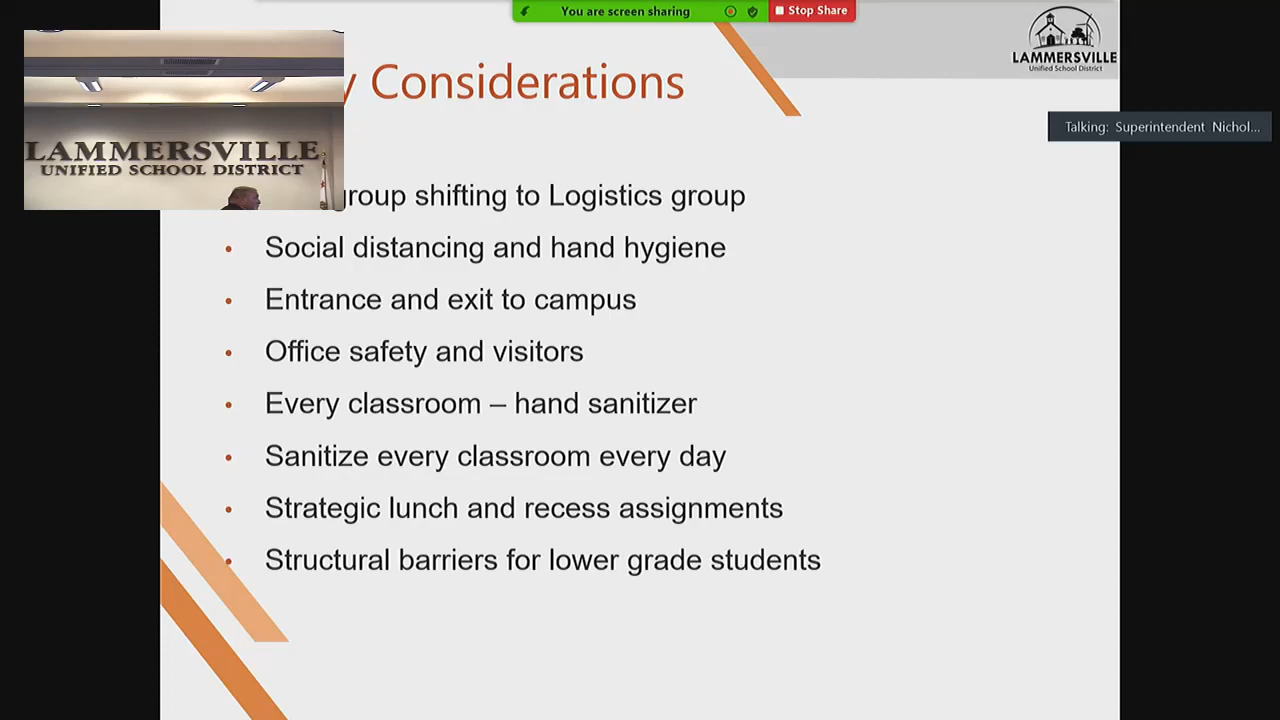 You are screen sharing
Stop Share
LAMMERSVILLE
Unified School District
Considerations
Talking: Superintendent Nichol...
LAMMERSVILLE
UNIFIED SCHOOL DISTRICT
group shifting to Logistics group
• Social distancing and hand hygiene
• Entrance and exit to campus
• Office safety and visitors
• Every classroom – hand sanitizer
• Sanitize every classroom every day
• Strategic lunch and recess assignments
• Structural barriers for lower grade students